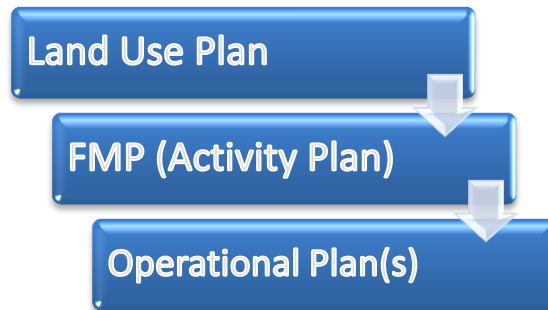 Land Use Plan
FMP (Activity Plan)
Operational Plan(s)